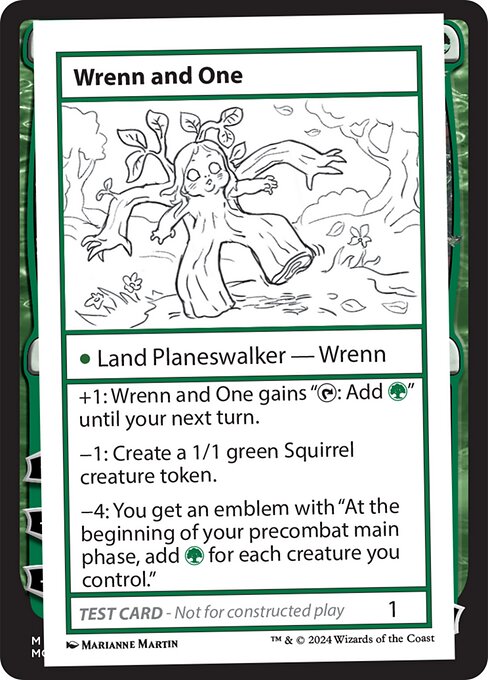 Wrenn and One
• Land Planeswalker — Wrenn
+1: Wrenn and One gains “: Add ”
until your next turn.
−1: Create a 1/1 green Squirrel
creature token.
−4: You get an emblem with “At the
beginning of your precombat main
phase, add for each creature you
control.”
TEST CARD - Not for constructed play 1
M
MO
Marianne Martin ™ & © 2024 Wizards of the Coast